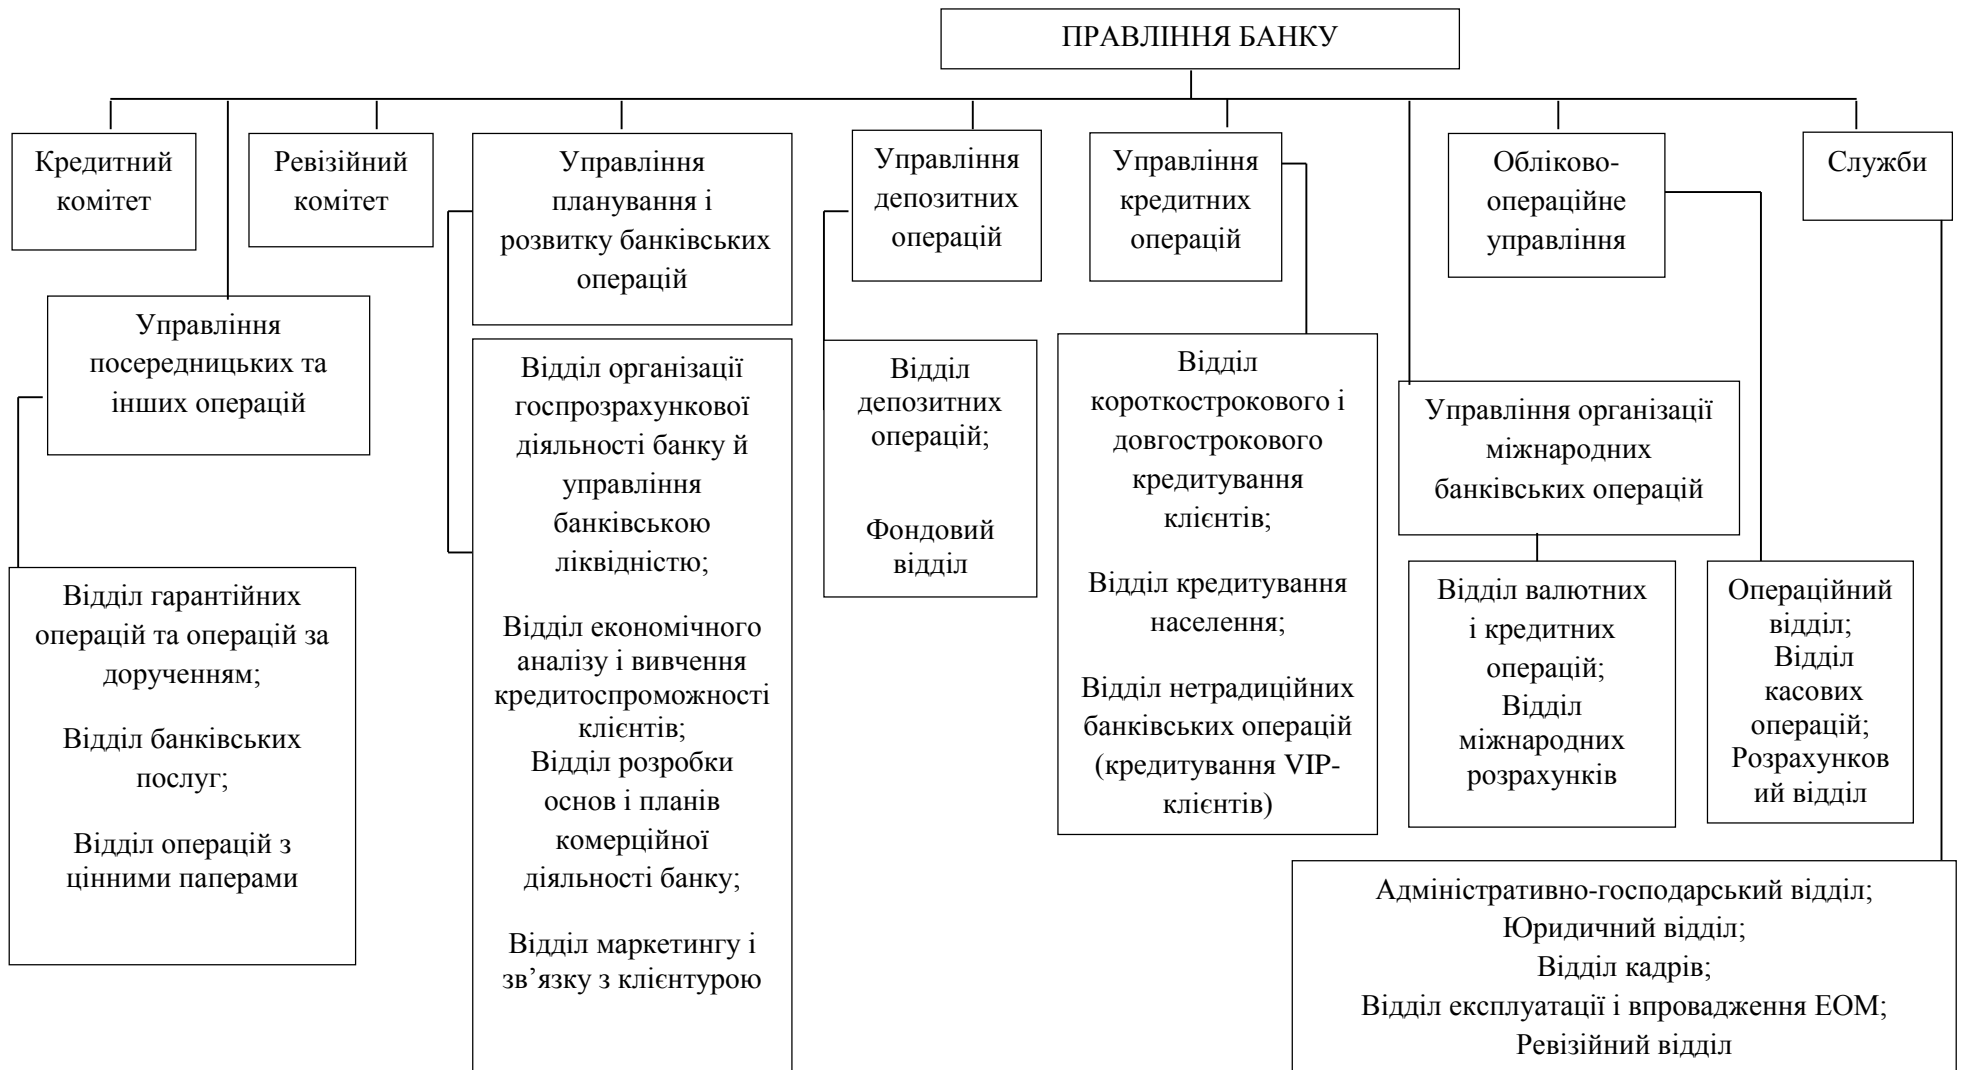 ПРАВЛІННЯ БАНКУ
Кредитний
комітет
Ревізійний
комітет
Управління
планування і
розвитку банківських
операцій
Управління
депозитних
операцій
Управління
кредитних
операцій
Обліково-
операційне
управління
Служби
Управління
посередницьких та
інших операцій
Відділ організації
госпрозрахункової
діяльності банку й
управління
банківською
ліквідністю;
Відділ економічного
аналізу і вивчення
кредитоспроможності
клієнтів;
Відділ розробки
основ і планів
комерційної
діяльності банку;
Відділ маркетингу і
зв’язку з клієнтурою
Відділ
депозитних
операцій;
Фондовий
відділ
Відділ
короткострокового і
довгострокового
кредитування
клієнтів;
Відділ кредитування
населення;
Відділ нетрадиційних
банківських операцій
(кредитування VIP-
клієнтів)
Управління організації
міжнародних
банківських операцій
Відділ гарантійних
операцій та операцій за
дорученням;
Відділ банківських
послуг;
Відділ операцій з
цінними паперами
Відділ валютних
і кредитних
операцій;
Відділ
міжнародних
розрахунків
Операційний
відділ;
Відділ
касових
операцій;
Розрахунков
ий відділ
Адміністративно-господарський відділ;
Юридичний відділ;
Відділ кадрів;
Відділ експлуатації і впровадження ЕОМ;
Ревізійний відділ